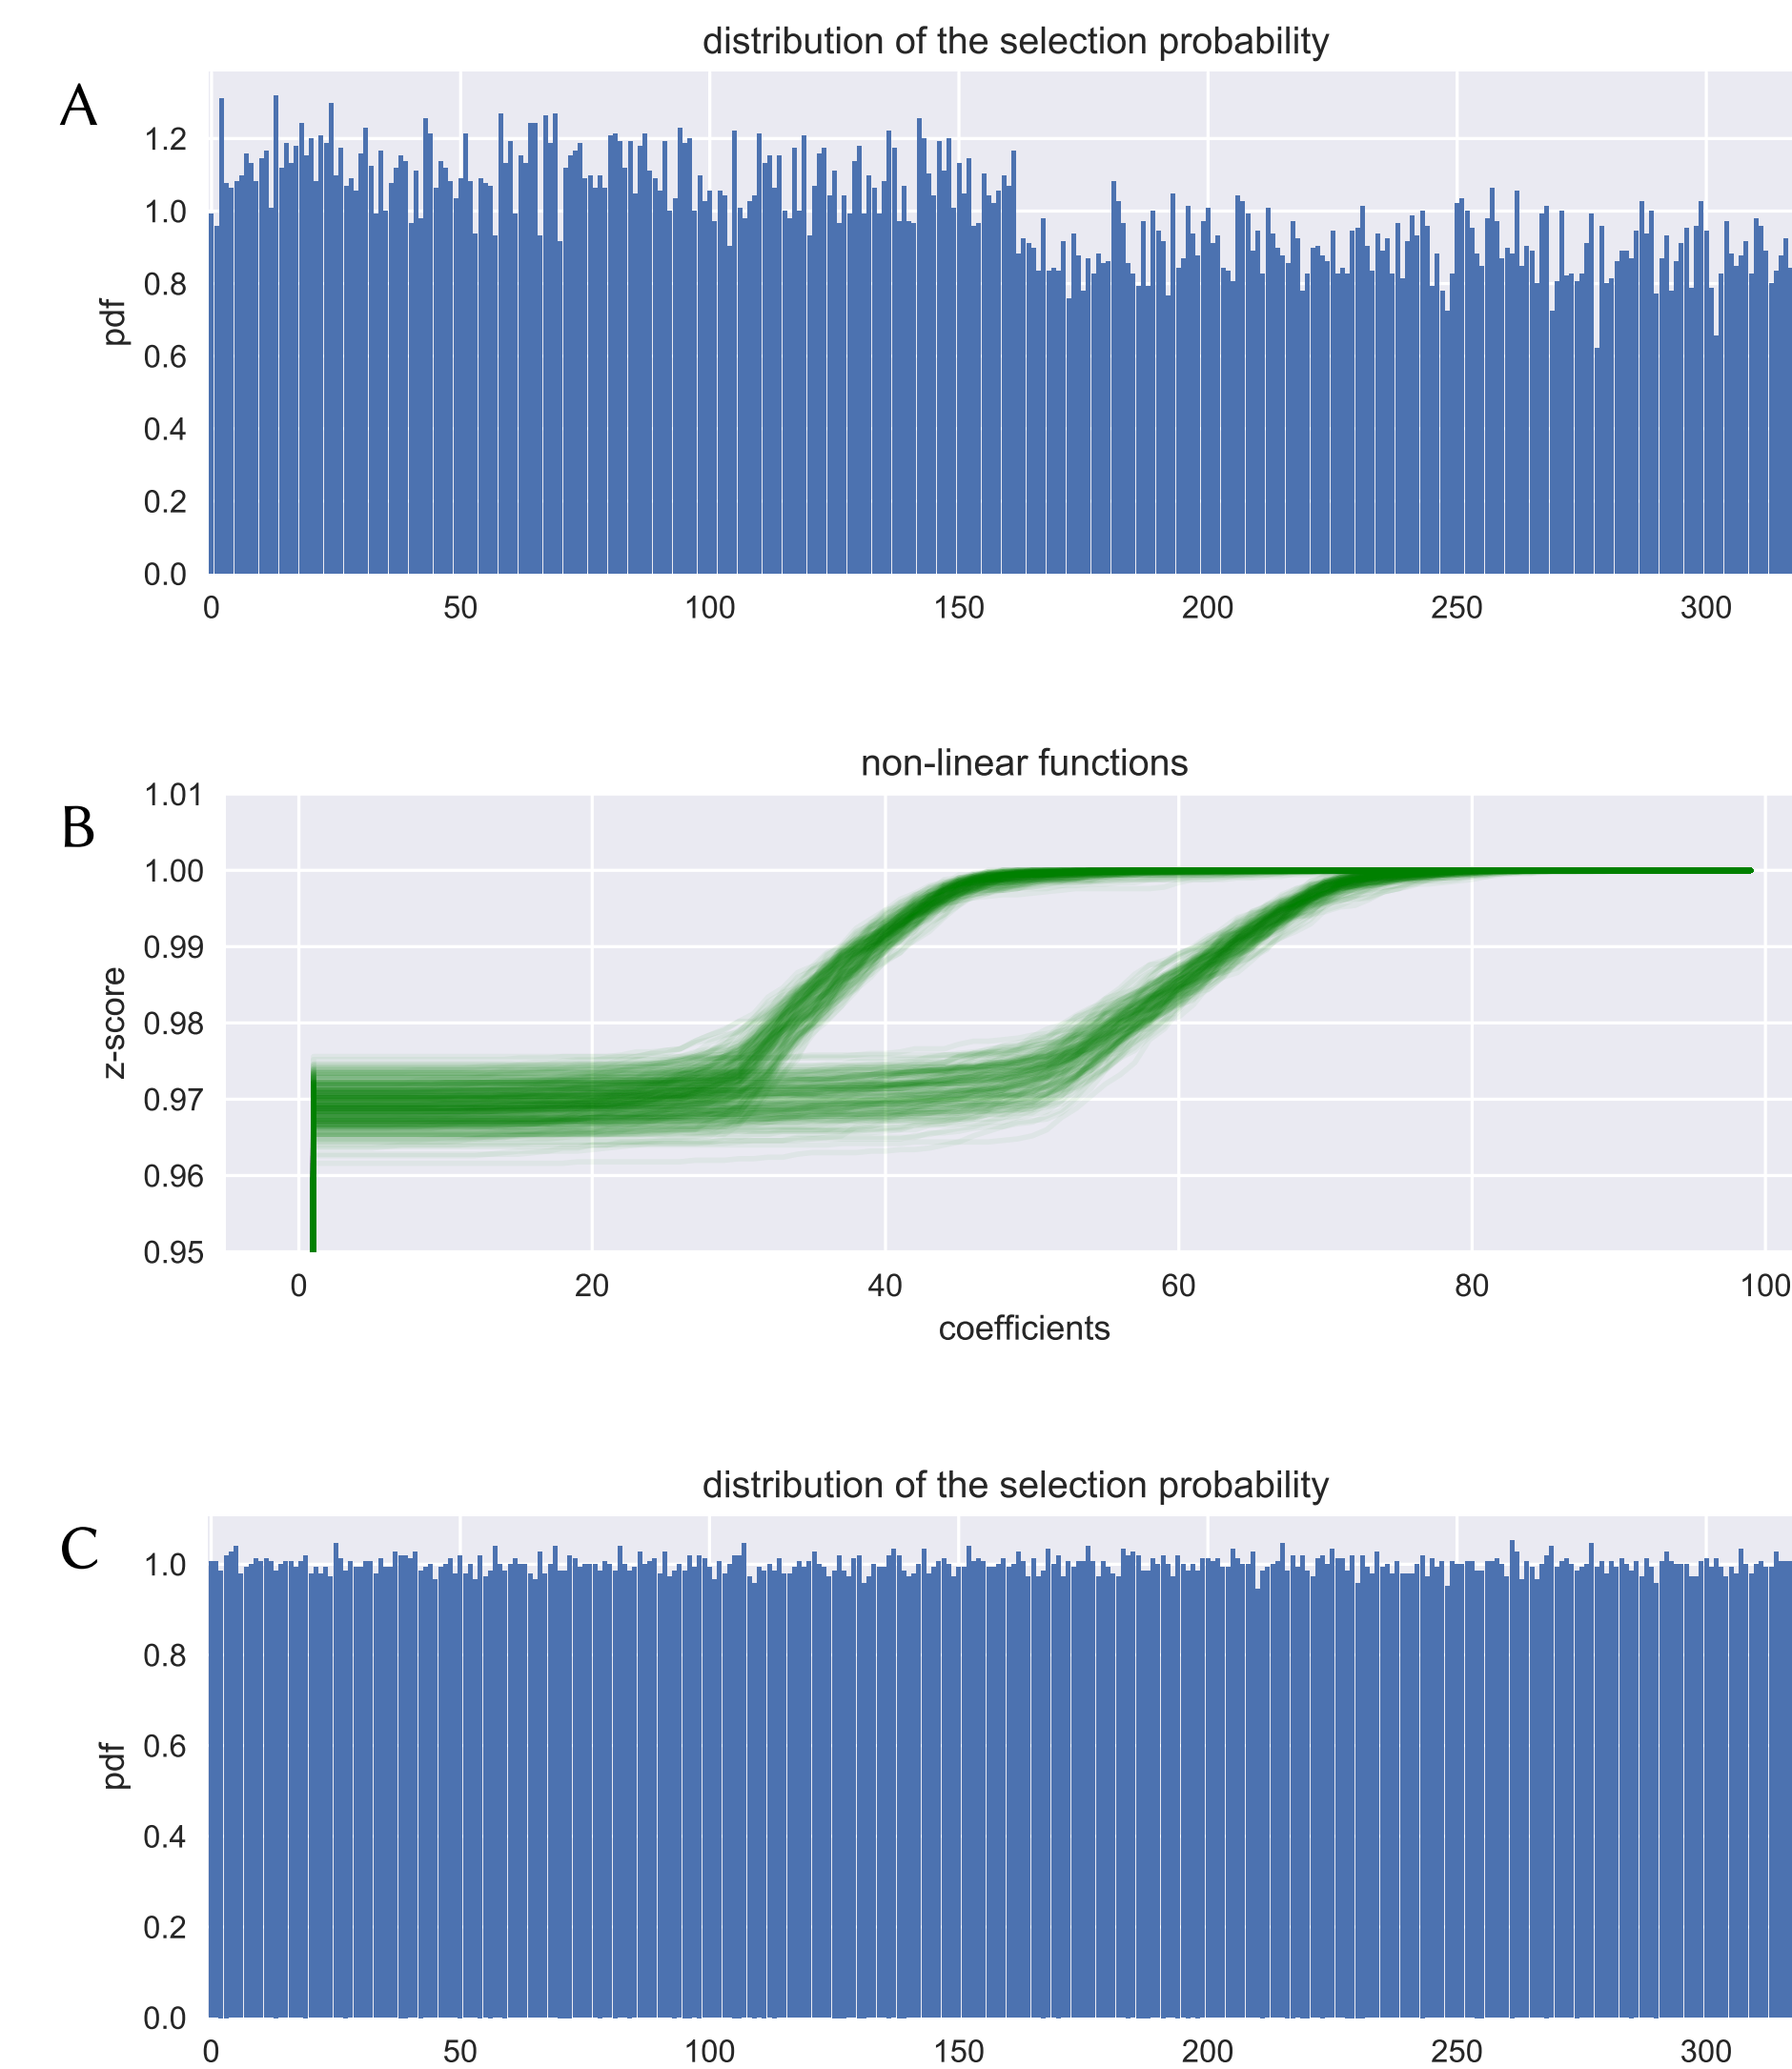 distribution of the selection probability
A
1.2
1.0
0.8
0.6
0.4
0.2
0.0
pdf
0 50 100 150 200 250 300
non-linear functions
B
1.01
1.00
0.99
0.98
0.97
0.96
0.95
z-score
0 20 40 60 80 100
coefficients
distribution of the selection probability
C
1.0
0.8
0.6
0.4
0.2
0.0
pdf
0 50 100 150 200 250 300